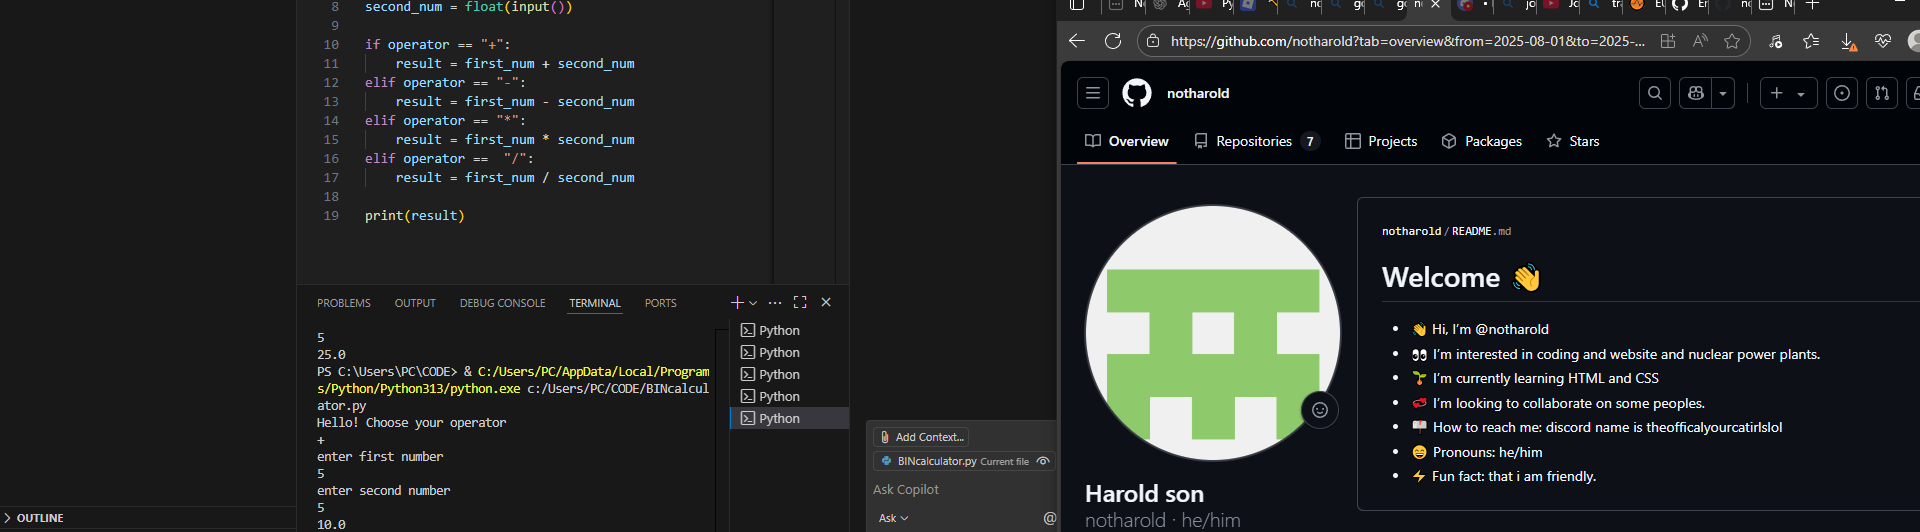 8 second_num = float(input())
9
10 if operator == "+":
11 result = first_num + second_num
12 elif operator == "-":
13 result = first_num - second_num
14 elif operator == "*":
15 result = first_num * second_num
16 elif operator ==  "/":
17 result = first_num / second_num
18
19 print(result)
PROBLEMS OUTPUT DEBUG CONSOLE TERMINAL PORTS
5
25.0
PS C:\Users\PC\CODE> & C:/Users/PC/AppData/Local/Program
s/Python/Python313/python.exe c:/Users/PC/CODE/BINcalcul
ator.py
Hello! Choose your operator
+
enter first number
5
enter second number
5
10.0
Python
Python
Python
Python
Python
OUTLINE
Add Context...
BINcalculator.py Current file
Ask Copilot
Ask
@
https://github.com/notharold?tab=overview&from=2025-08-01&to=2025-...
notharold
Overview Repositories 7 Projects Packages Stars
notharold/README.md
Welcome 👋
👋 Hi, I'm @notharold
👀 I'm interested in coding and website and nuclear power plants.
🌱 I'm currently learning HTML and CSS
💞️ I'm looking to collaborate on some peoples.
📫 How to reach me: discord name is theofficalyourcatirlslol
😄 Pronouns: he/him
⚡ Fun fact: that i am friendly.
Harold son
notharold · he/him